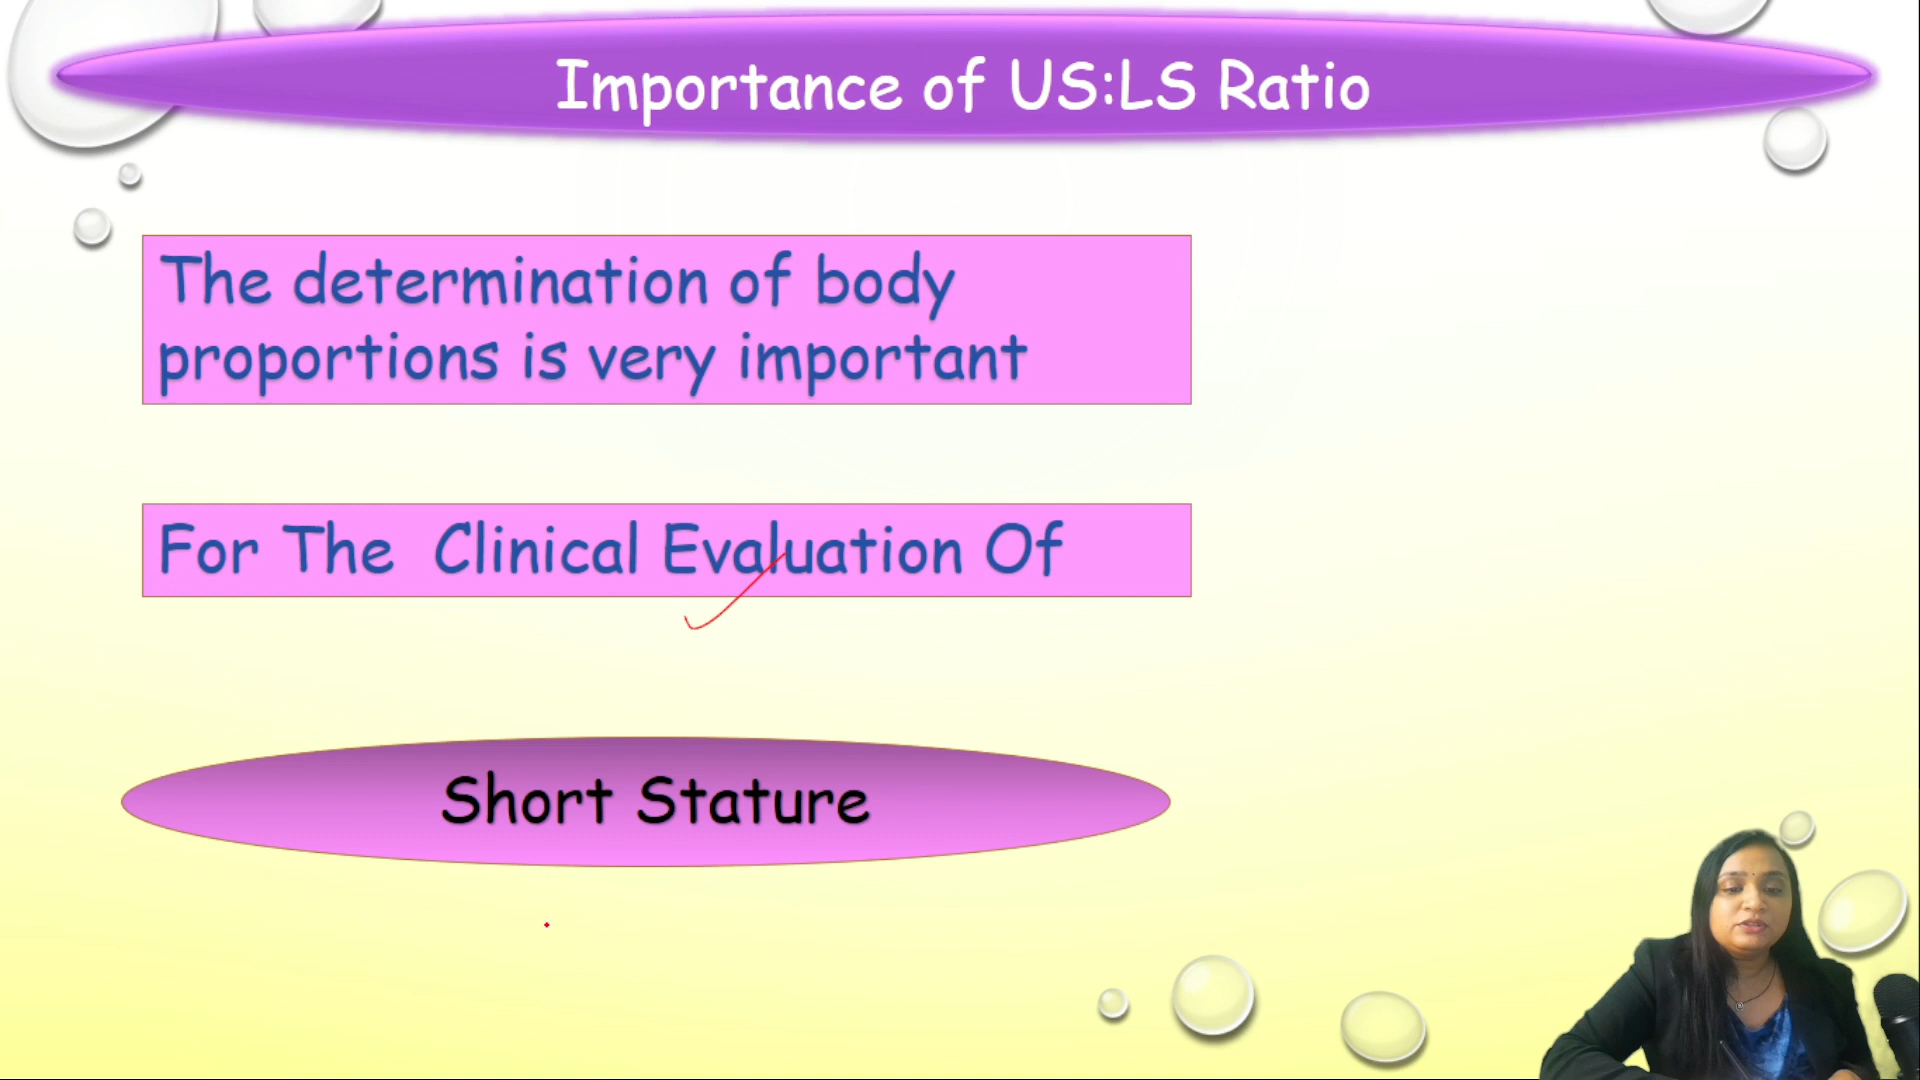 Importance of US:LS Ratio
The determination of body
proportions is very important
For The Clinical Evaluation Of
Short Stature